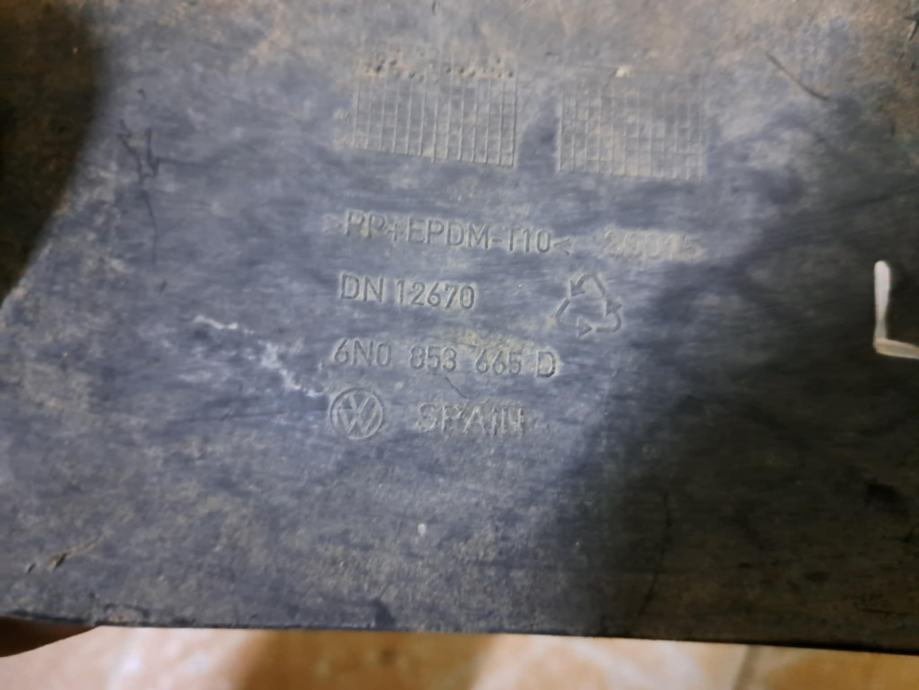 >PP+EPDM-T10<
DN 12670
6N0 853 665 D
SPAIN